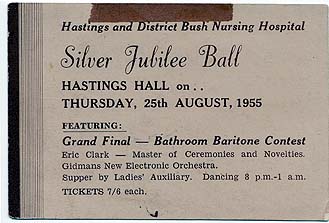 Hastings and District Bush Nursing Hospital
Silver Jubilee Ball
HASTINGS HALL on . .
THURSDAY, 25th AUGUST, 1955
FEATURING:
Grand Final — Bathroom Baritone Contest
Eric Clark — Master of Ceremonies and Novelties.
Gidmans New Electronic Orchestra.
Supper by Ladies' Auxiliary. Dancing 8 p.m.-1 a.m.
TICKETS 7/6 each.